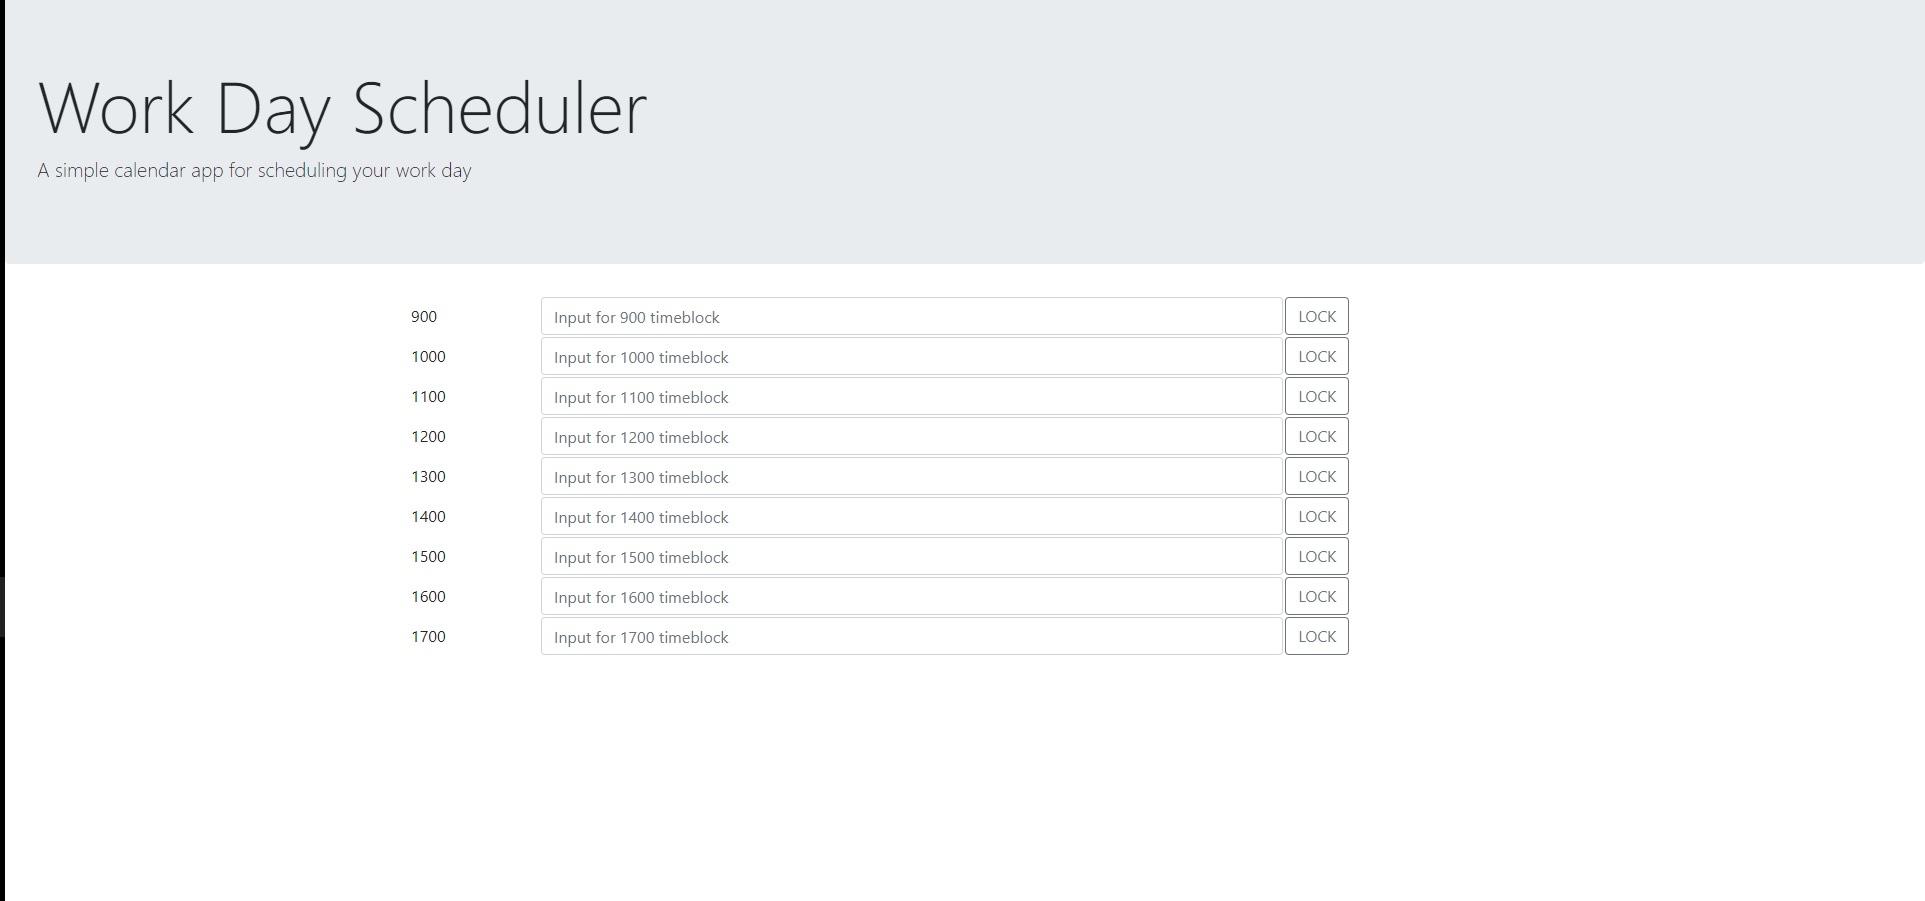 Work Day Scheduler
A simple calendar app for scheduling your work day
900 Input for 900 timeblock LOCK
1000 Input for 1000 timeblock LOCK
1100 Input for 1100 timeblock LOCK
1200 Input for 1200 timeblock LOCK
1300 Input for 1300 timeblock LOCK
1400 Input for 1400 timeblock LOCK
1500 Input for 1500 timeblock LOCK
1600 Input for 1600 timeblock LOCK
1700 Input for 1700 timeblock LOCK